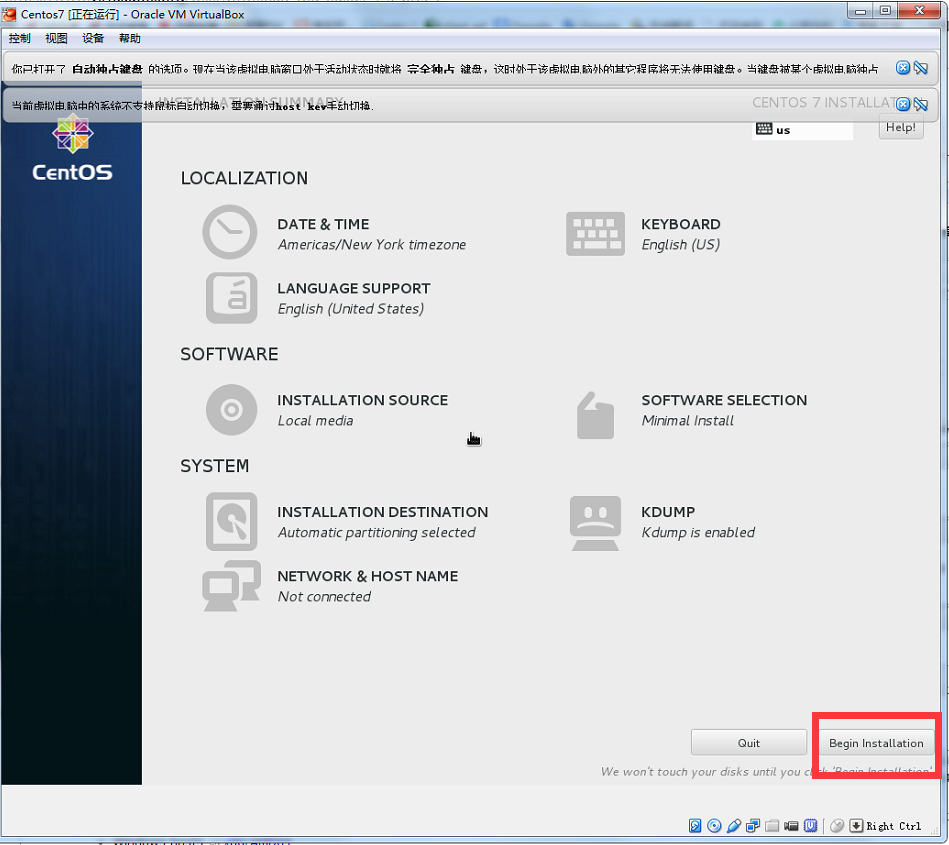 Centos7 [正在运行] - Oracle VM VirtualBox
控制 视图 设备 帮助
你已打开了 自动独占键盘 的选项。现在当该虚拟电脑窗口处于活动状态时就将 完全独占 键盘，这时处于该虚拟电脑外的其它程序将无法使用键盘。当键盘被某个虚拟电脑独占
INSTALLATION SUMMARY
CENTOS 7 INSTALLAT
当前虚拟电脑中的系统不支持鼠标自动切换，需要通过host key手动切换.
us
Help!
CentOS
LOCALIZATION
DATE & TIME
Americas/New York timezone
KEYBOARD
English (US)
LANGUAGE SUPPORT
English (United States)
SOFTWARE
INSTALLATION SOURCE
Local media
SOFTWARE SELECTION
Minimal Install
SYSTEM
INSTALLATION DESTINATION
Automatic partitioning selected
KDUMP
Kdump is enabled
NETWORK & HOST NAME
Not connected
Quit
Begin Installation
We won't touch your disks until you click 'Begin Installation'
Right Ctrl